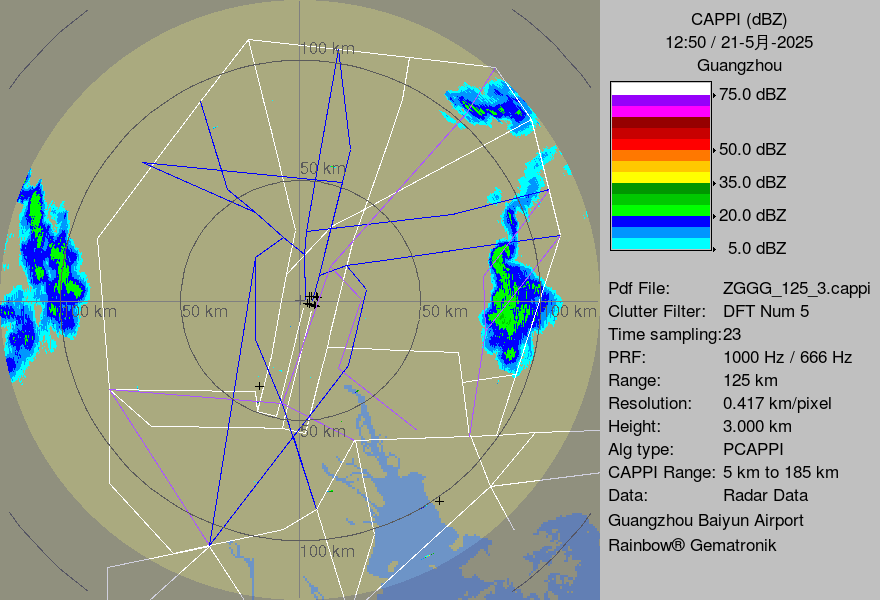 CAPPI (dBZ)
12:50 / 21-5月-2025
Guangzhou
75.0 dBZ
50.0 dBZ
35.0 dBZ
20.0 dBZ
5.0 dBZ
Pdf File: ZGGG_125_3.cappi
Clutter Filter: DFT Num 5
Time sampling:23
PRF: 1000 Hz / 666 Hz
Range: 125 km
Resolution: 0.417 km/pixel
Height: 3.000 km
Alg type: PCAPPI
CAPPI Range: 5 km to 185 km
Data: Radar Data
Guangzhou Baiyun Airport
Rainbow® Gematronik
100 km
50 km
100 km
50 km
50 km
100 km
50 km
100 km